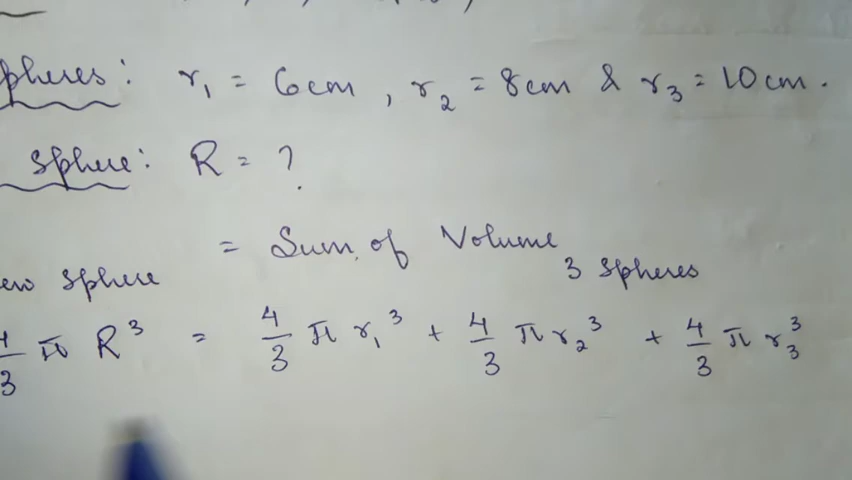 pheres: r₁ = 6cm, r₂ = 8cm & r₃ = 10cm.
Sphere: R = ?
= Sum of Volume 3 Spheres
ew Sphere
4/3 π R³ = 4/3 π r₁³ + 4/3 π r₂³ + 4/3 π r₃³